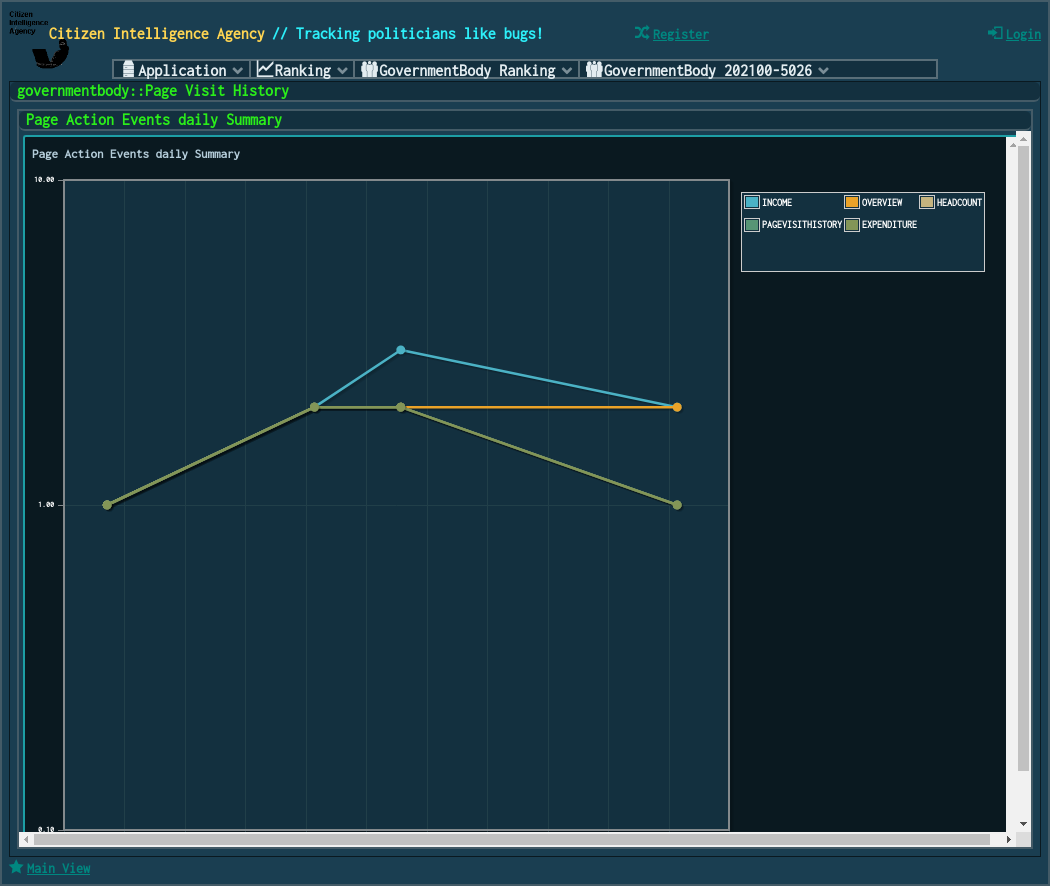 Citizen
Intelligence
Agency
Citizen Intelligence Agency // Tracking politicians like bugs!
Register
Login
Application
Ranking
GovernmentBody Ranking
GovernmentBody 202100-5026
governmentbody::Page Visit History
Page Action Events daily Summary
Page Action Events daily Summary
10.00
INCOME
OVERVIEW
HEADCOUNT
PAGEVISITHISTORY
EXPENDITURE
1.00
0.10
Main View